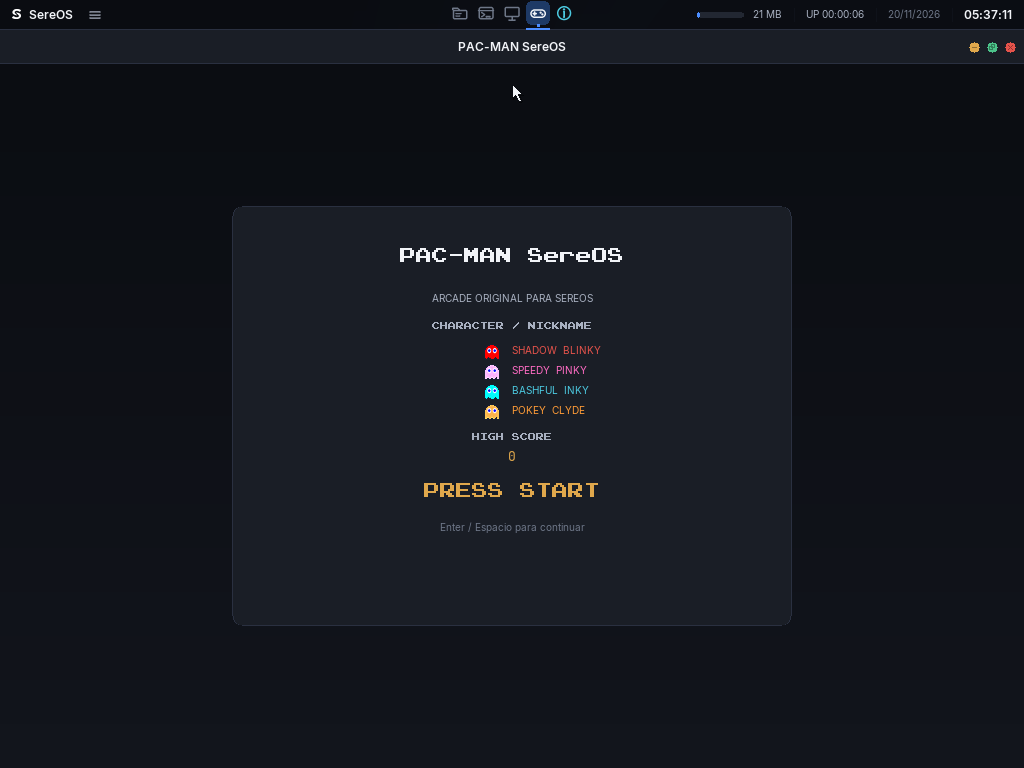 SereOS
21 MB
UP 00:00:06
20/11/2026
05:37:11
PAC-MAN SereOS
PAC-MAN SereOS
ARCADE ORIGINAL PARA SEREOS
CHARACTER / NICKNAME
SHADOW BLINKY
SPEEDY PINKY
BASHFUL INKY
POKEY CLYDE
HIGH SCORE
0
PRESS START
Enter / Espacio para continuar